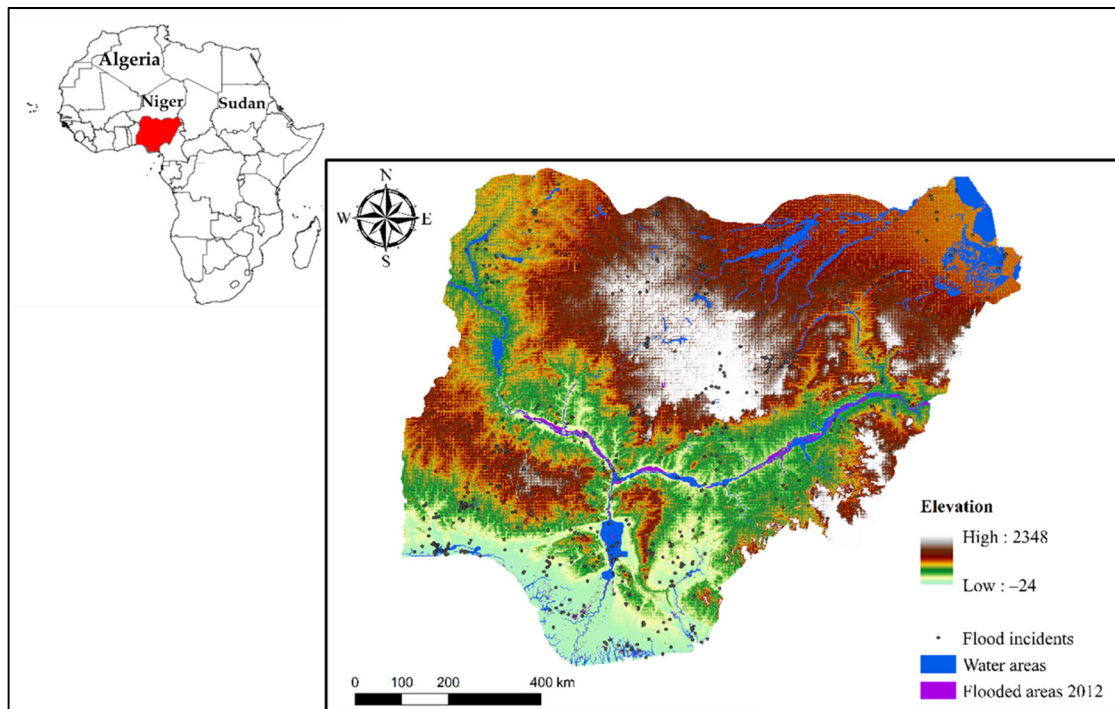 Algeria
Niger
Sudan
N
W
E
S
Elevation
High : 2348
Low : –24
Flood incidents
Water areas
Flooded areas 2012
0 100 200 400 km